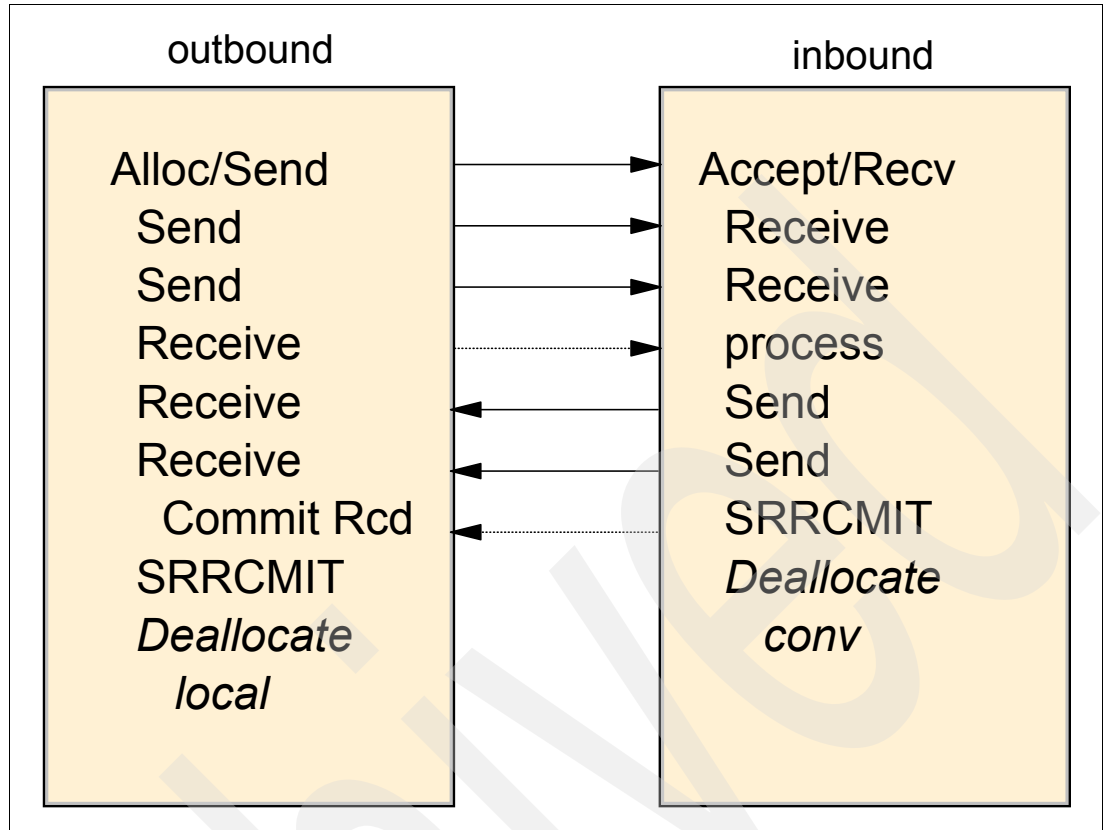 outbound
inbound
Alloc/Send
Send
Send
Receive
Receive
Receive
Commit Rcd
SRRCMIT
Deallocate
local
Accept/Recv
Receive
Receive
process
Send
Send
SRRCMIT
Deallocate
conv